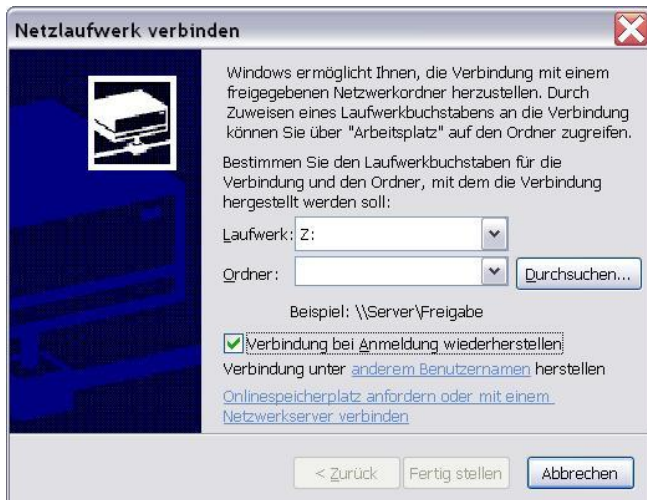 Netzlaufwerk verbinden
Windows ermöglicht Ihnen, die Verbindung mit einem
freigegebenen Netzwerkordner herzustellen. Durch
Zuweisen eines Laufwerkbuchstabens an die Verbindung
können Sie über "Arbeitsplatz" auf den Ordner zugreifen.
Bestimmen Sie den Laufwerkbuchstaben für die
Verbindung und den Ordner, mit dem die Verbindung
hergestellt werden soll:
Laufwerk: Z:
Ordner: Durchsuchen...
Beispiel: \\Server\Freigabe
Verbindung bei Anmeldung wiederherstellen
Verbindung unter anderem Benutzernamen herstellen
Onlinespeicherplatz anfordern oder mit einem
Netzwerkserver verbinden
< Zurück Fertig stellen Abbrechen